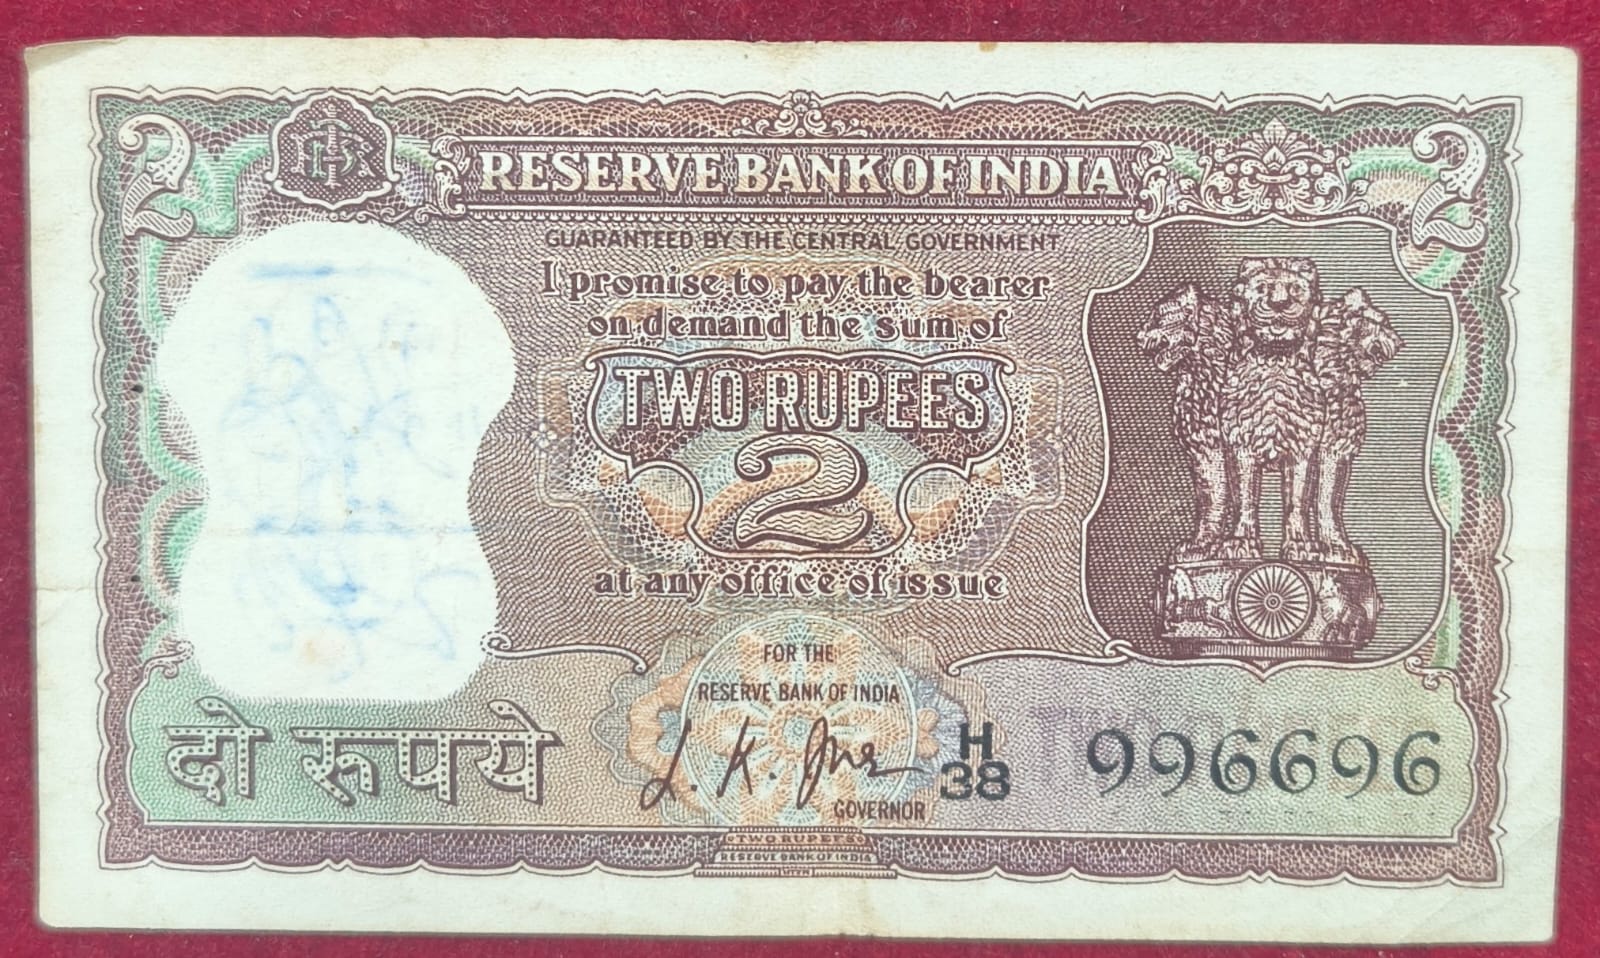 2 RESERVE BANK OF INDIA 2
GUARANTEED BY THE CENTRAL GOVERNMENT
I promise to pay the bearer
on demand the sum of
TWO RUPEES
2
at any office of issue
FOR THE
RESERVE BANK OF INDIA
दो रूपये
L. K. Jha
H
38
996696
GOVERNOR
TWO RUPEES
RESERVE BANK OF INDIA